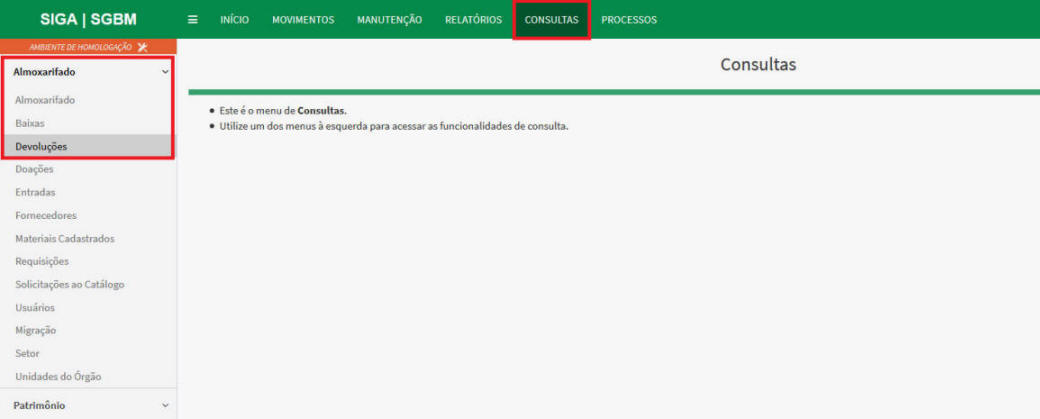 SIGA | SGBM
INÍCIO MOVIMENTOS MANUTENÇÃO RELATÓRIOS CONSULTAS PROCESSOS
AMBIENTE DE HOMOLOGAÇÃO
Consultas
Almoxarifado
Almoxarifado
Baixas
Devoluções
Doações
Entradas
Fornecedores
Materiais Cadastrados
Requisições
Solicitações ao Catálogo
Usuários
Migração
Setor
Unidades do Órgão
Patrimônio
• Este é o menu de Consultas.
• Utilize um dos menus à esquerda para acessar as funcionalidades de consulta.